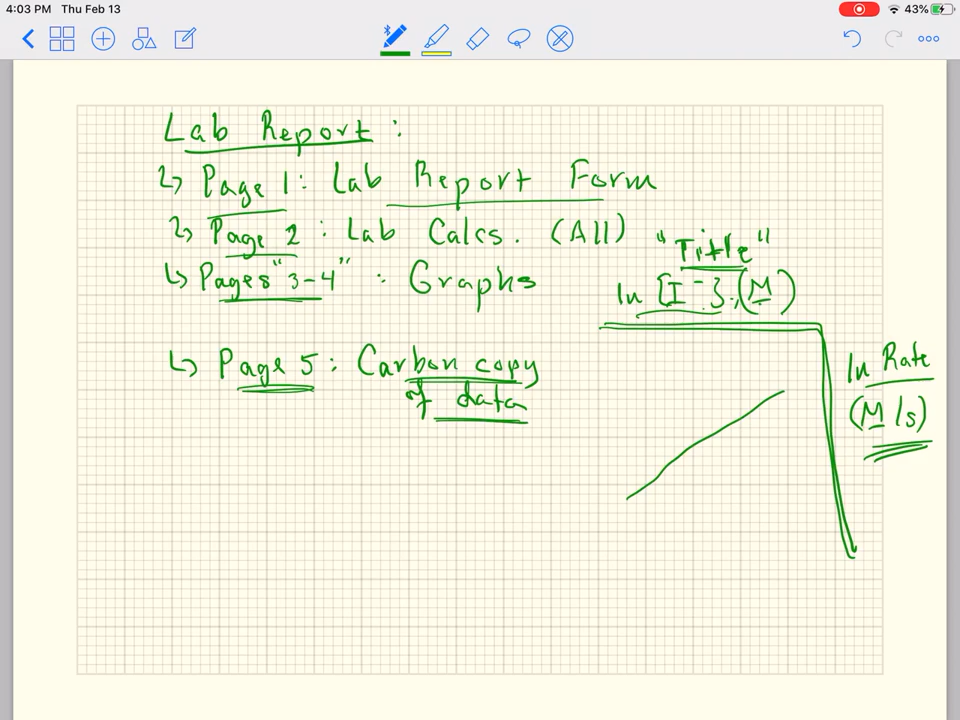 4:03 PM Thu Feb 13
43%
Lab Report:
↳ Page 1: Lab Report Form
↳ Page 2: Lab Calcs. (All)
↳ Pages "3-4": Graphs
↳ Page 5: Carbon copy
of data
"Title"
ln [I⁻], (M)
ln Rate
(M/s)